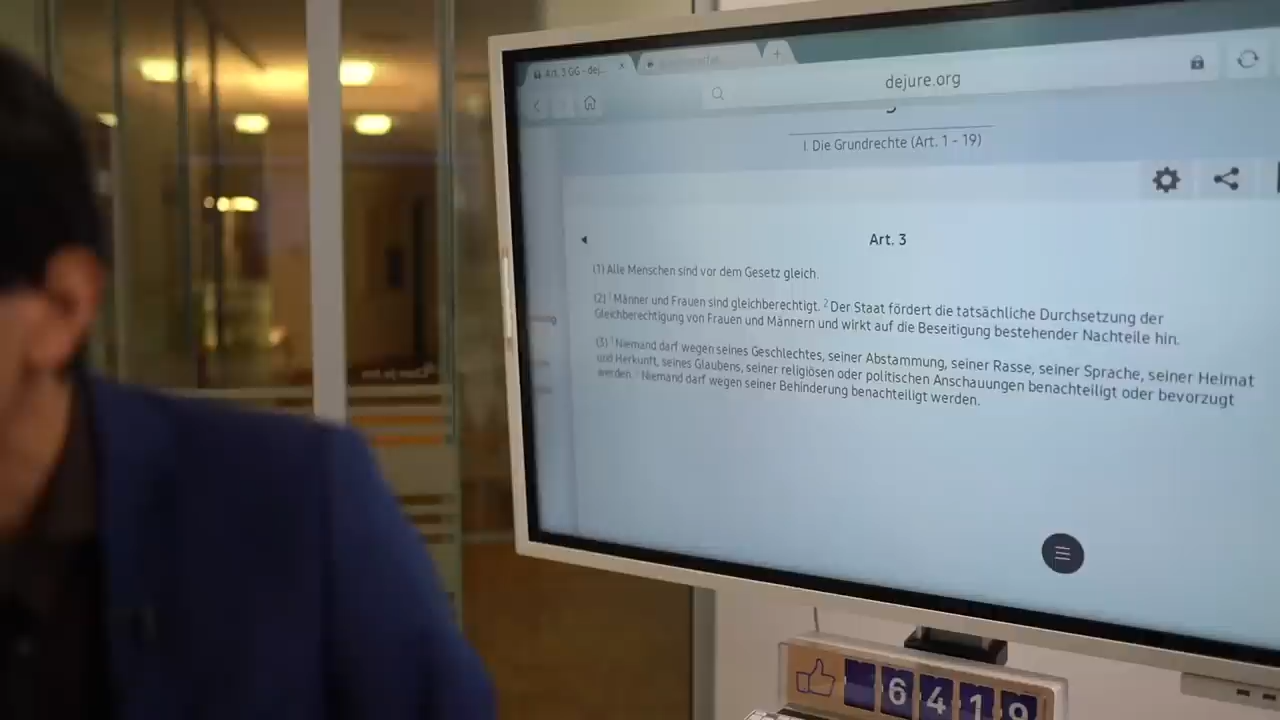 Art. 3 GG - dej...
dejure.org
I. Die Grundrechte (Art. 1 - 19)
Art. 3
(1) Alle Menschen sind vor dem Gesetz gleich.
(2) 1 Männer und Frauen sind gleichberechtigt. 2 Der Staat fördert die tatsächliche Durchsetzung der
Gleichberechtigung von Frauen und Männern und wirkt auf die Beseitigung bestehender Nachteile hin.
(3) 1 Niemand darf wegen seines Geschlechtes, seiner Abstammung, seiner Rasse, seiner Sprache, seiner Heimat
und Herkunft, seines Glaubens, seiner religiösen oder politischen Anschauungen benachteiligt oder bevorzugt
werden. 2 Niemand darf wegen seiner Behinderung benachteiligt werden.
6419